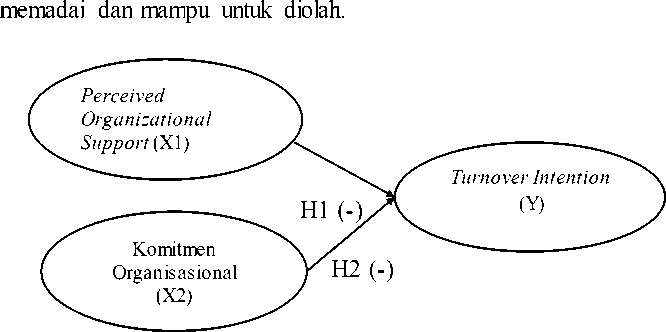 memadai dan mampu untuk diolah.
Perceived
Organizational
Support (X1)
Turnover Intention
(Y)
H1 (-)
Komitmen
Organisasional
(X2)
H2 (-)